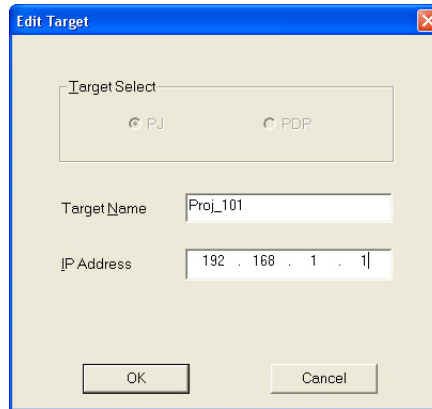 Edit Target
Target Select
PJ PDP
Target Name Proj_101
IP Address 192 . 168 . 1 . 1
OK Cancel